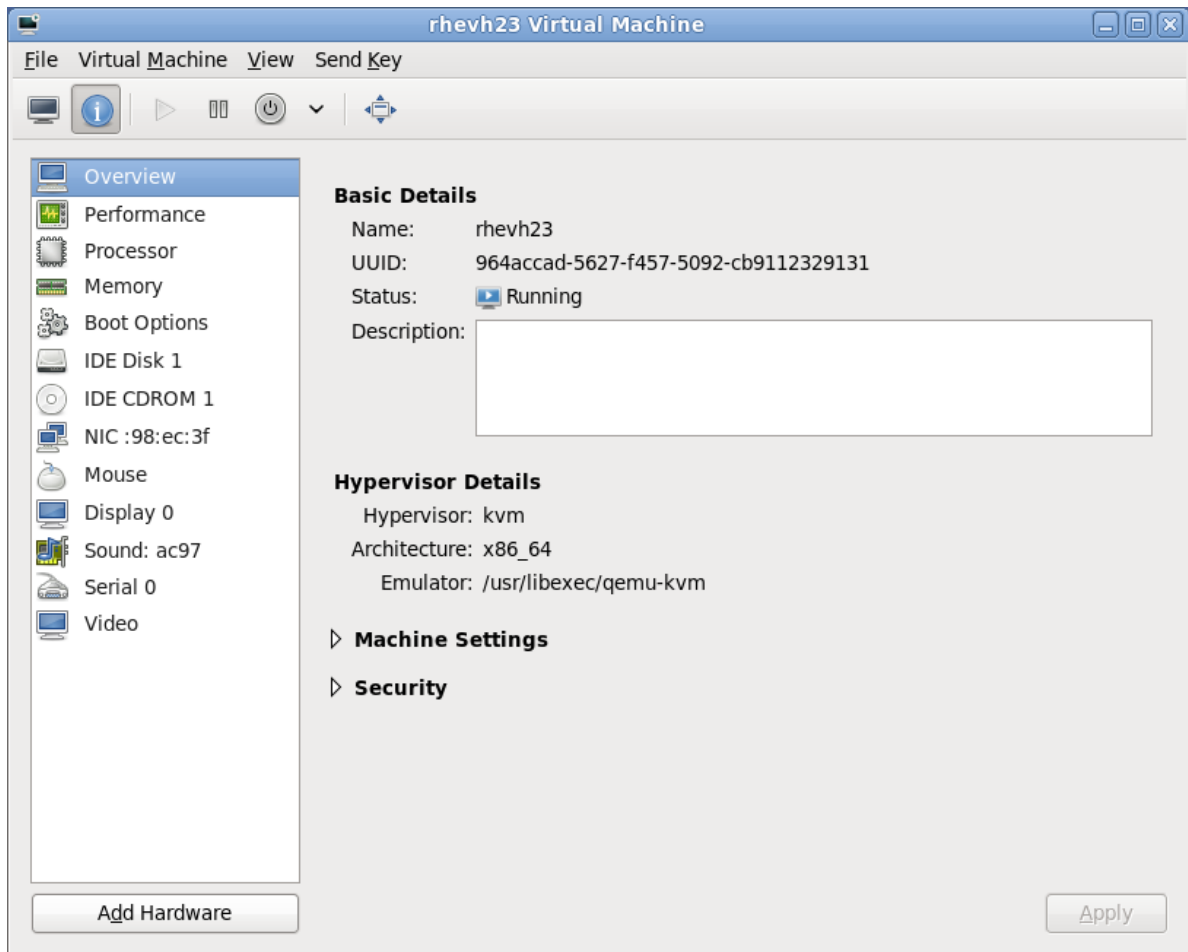 rhevh23 Virtual Machine
File Virtual Machine View Send Key
Overview
Performance
Processor
Memory
Boot Options
IDE Disk 1
IDE CDROM 1
NIC :98:ec:3f
Mouse
Display 0
Sound: ac97
Serial 0
Video
Add Hardware
Basic Details
Name: rhevh23
UUID: 964accad-5627-f457-5092-cb9112329131
Status: Running
Description:
Hypervisor Details
Hypervisor: kvm
Architecture: x86_64
Emulator: /usr/libexec/qemu-kvm
Machine Settings
Security
Apply